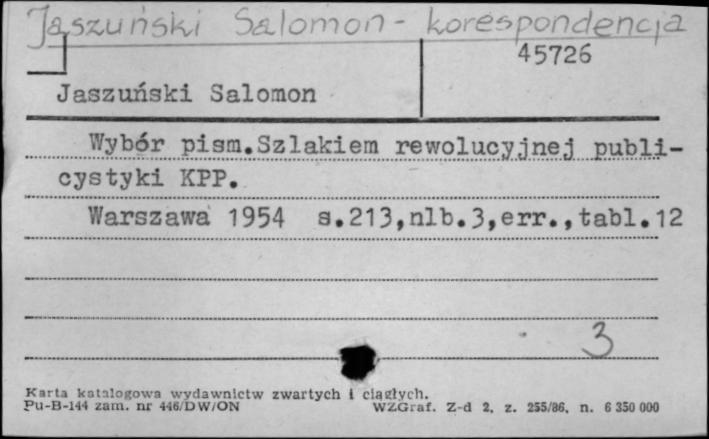 Jaszuński Salomon - korespondencja
45726
Jaszuński Salomon
Wybór pism.Szlakiem rewolucyjnej publi-
cystyki KPP.
Warszawa 1954 s.213,nlb.3,err.,tabl.12
3
Karta katalogowa wydawnictw zwartych i ciągłych.
Pu-B-144 zam. nr 446/DW/ON WZGraf. Z-d 2, z. 255/86, n. 6 350 000